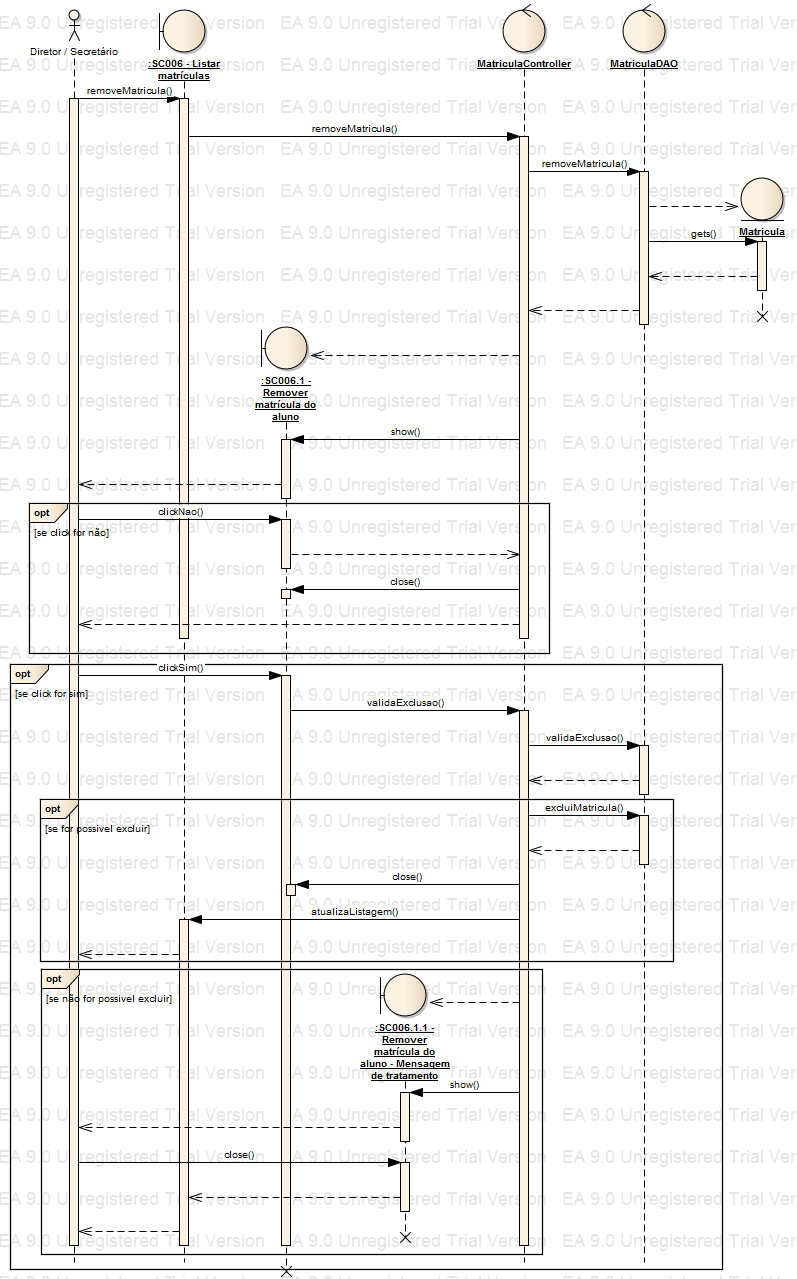 Diretor / Secretário
:SC006 - Listar
matrículas
MatriculaController
MatriculaDAO
removeMatricula()
removeMatricula()
removeMatricula()
Matricula
gets()
:SC006.1 -
Remover
matrícula do
aluno
show()
opt
clickNao()
[se click for não]
close()
opt
clickSim()
[se click for sim]
validaExclusao()
validaExclusao()
opt
excluiMatricula()
[se for possivel excluir]
close()
atualizaListagem()
opt
[se não for possivel excluir]
:SC006.1.1 -
Remover
matrícula do
aluno - Mensagem
de tratamento
show()
close()
EA 9.0 Unregistered Trial Version